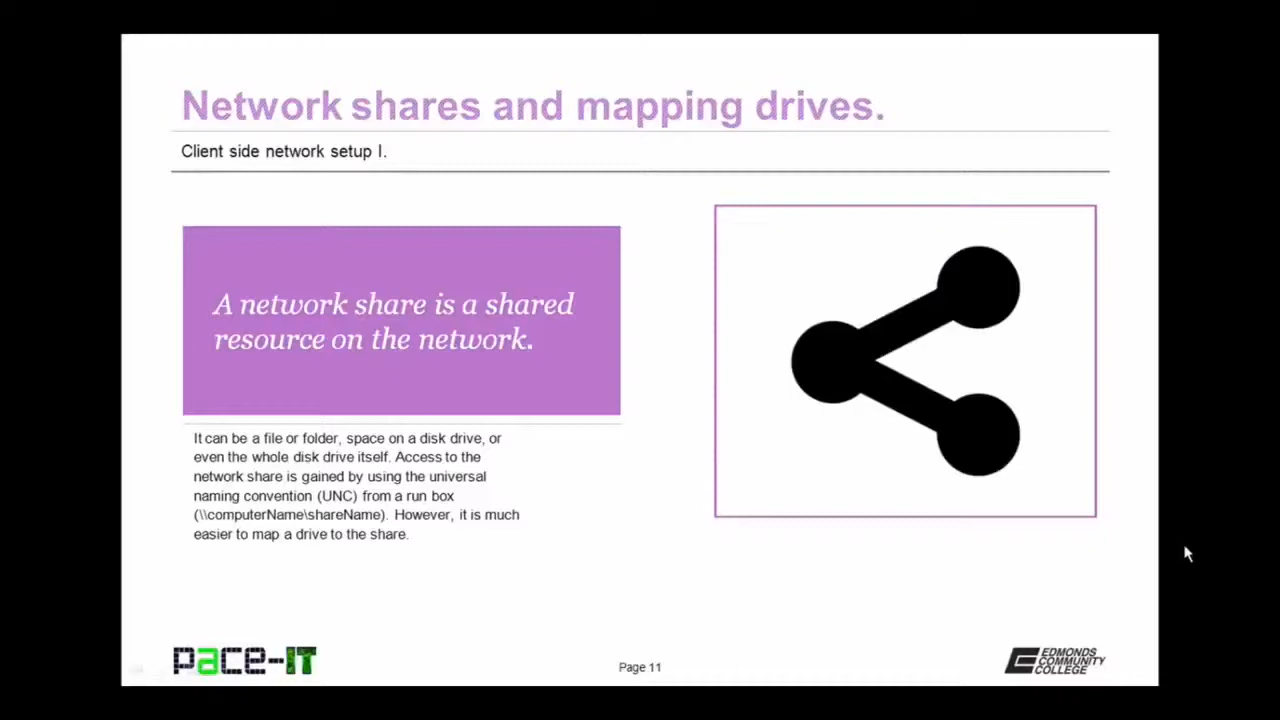 Network shares and mapping drives.
Client side network setup I.
A network share is a shared
resource on the network.
It can be a file or folder, space on a disk drive, or
even the whole disk drive itself. Access to the
network share is gained by using the universal
naming convention (UNC) from a run box
(\\computerName\shareName). However, it is much
easier to map a drive to the share.
pace-IT
Page 11
EDMONDS
COMMUNITY
COLLEGE